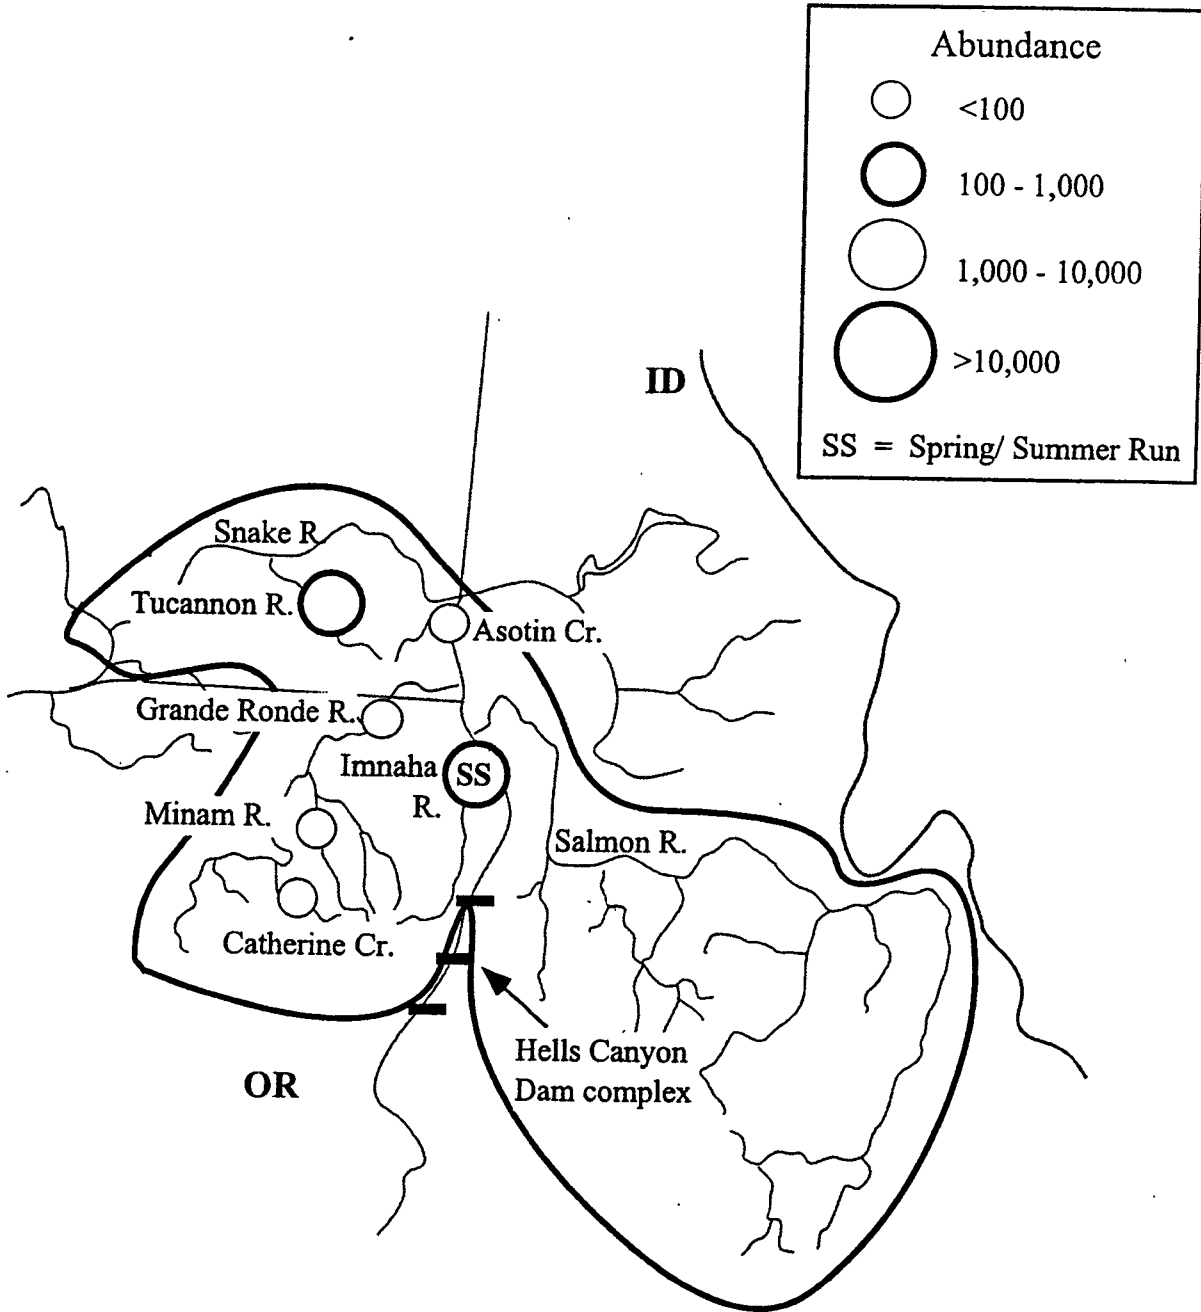 Abundance
<100
100 - 1,000
1,000 - 10,000
>10,000
SS = Spring/ Summer Run
ID
Snake R.
Tucannon R.
Asotin Cr.
Grande Ronde R.
Imnaha
R.
SS
Minam R.
Salmon R.
Catherine Cr.
Hells Canyon
Dam complex
OR